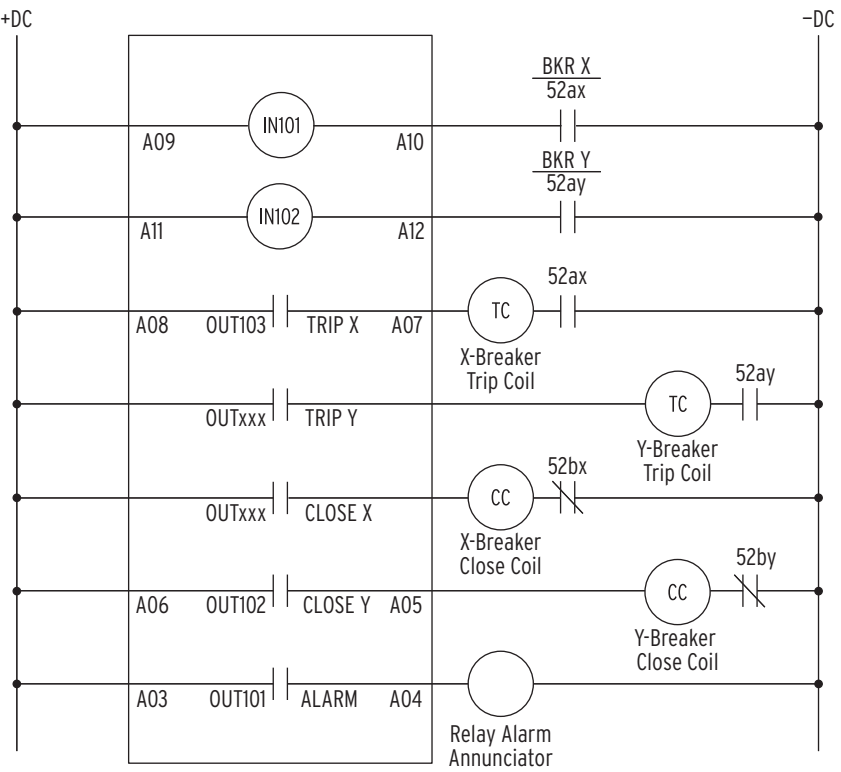 +DC
−DC
BKR X
52ax
A09
IN101
A10
BKR Y
52ay
A11
IN102
A12
52ax
A08
OUT103
TRIP X
A07
TC
X-Breaker
Trip Coil
52ay
OUTxxx
TRIP Y
TC
Y-Breaker
Trip Coil
52bx
OUTxxx
CLOSE X
CC
X-Breaker
Close Coil
52by
A06
OUT102
CLOSE Y
A05
CC
Y-Breaker
Close Coil
A03
OUT101
ALARM
A04
Relay Alarm
Annunciator